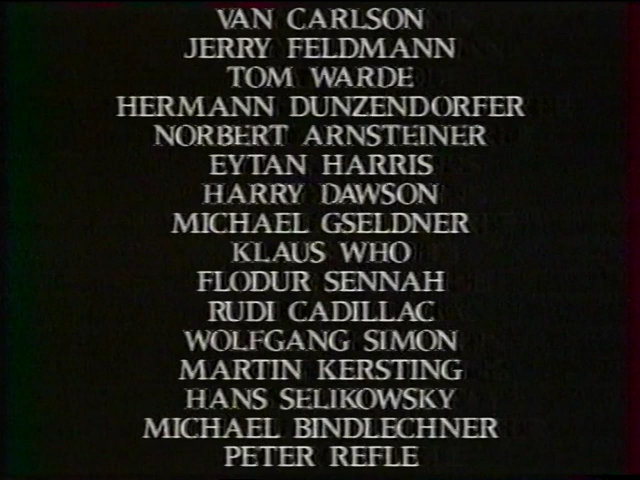 VAN CARLSON
JERRY FELDMANN
TOM WARDE
HERMANN DUNZENDORFER
NORBERT ARNSTEINER
EYTAN HARRIS
HARRY DAWSON
MICHAEL GSELDNER
KLAUS WHO
FLODUR SENNAH
RUDI CADILLAC
WOLFGANG SIMON
MARTIN KERSTING
HANS SELIKOWSKY
MICHAEL BINDLECHNER
PETER REFLE